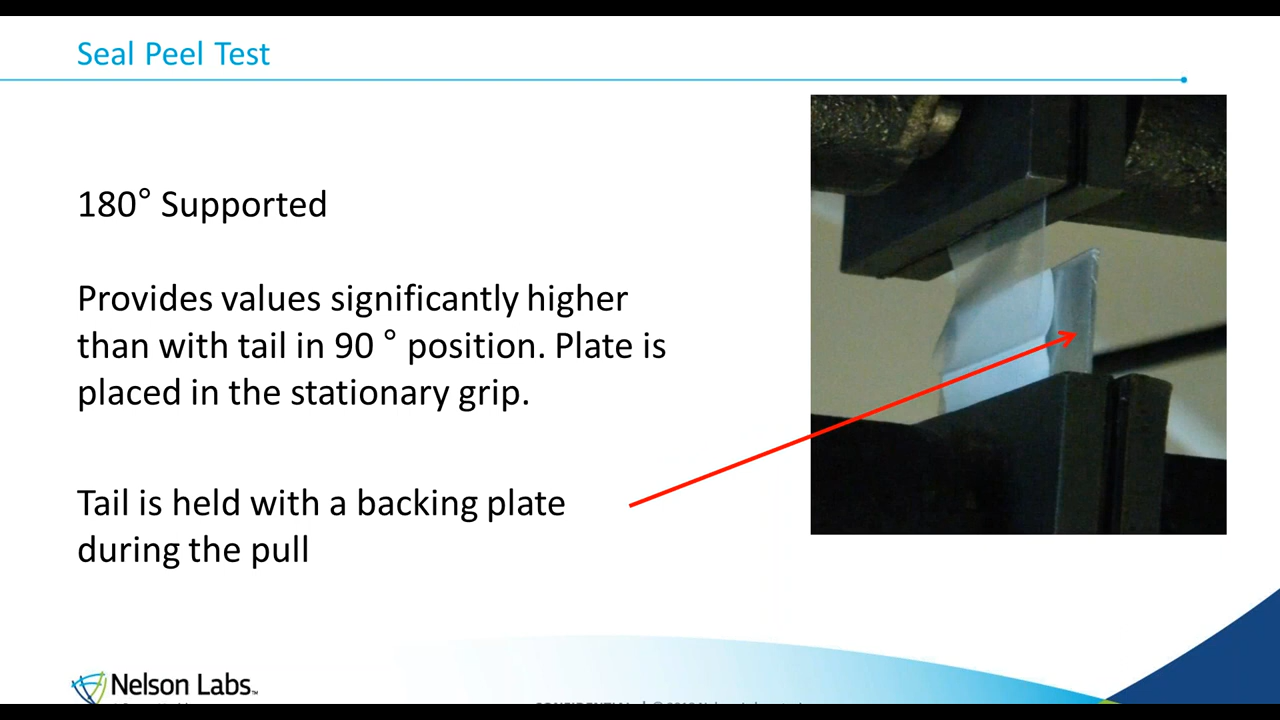 Seal Peel Test
180° Supported
Provides values significantly higher
than with tail in 90 ° position. Plate is
placed in the stationary grip.
Tail is held with a backing plate
during the pull
Nelson Labs™